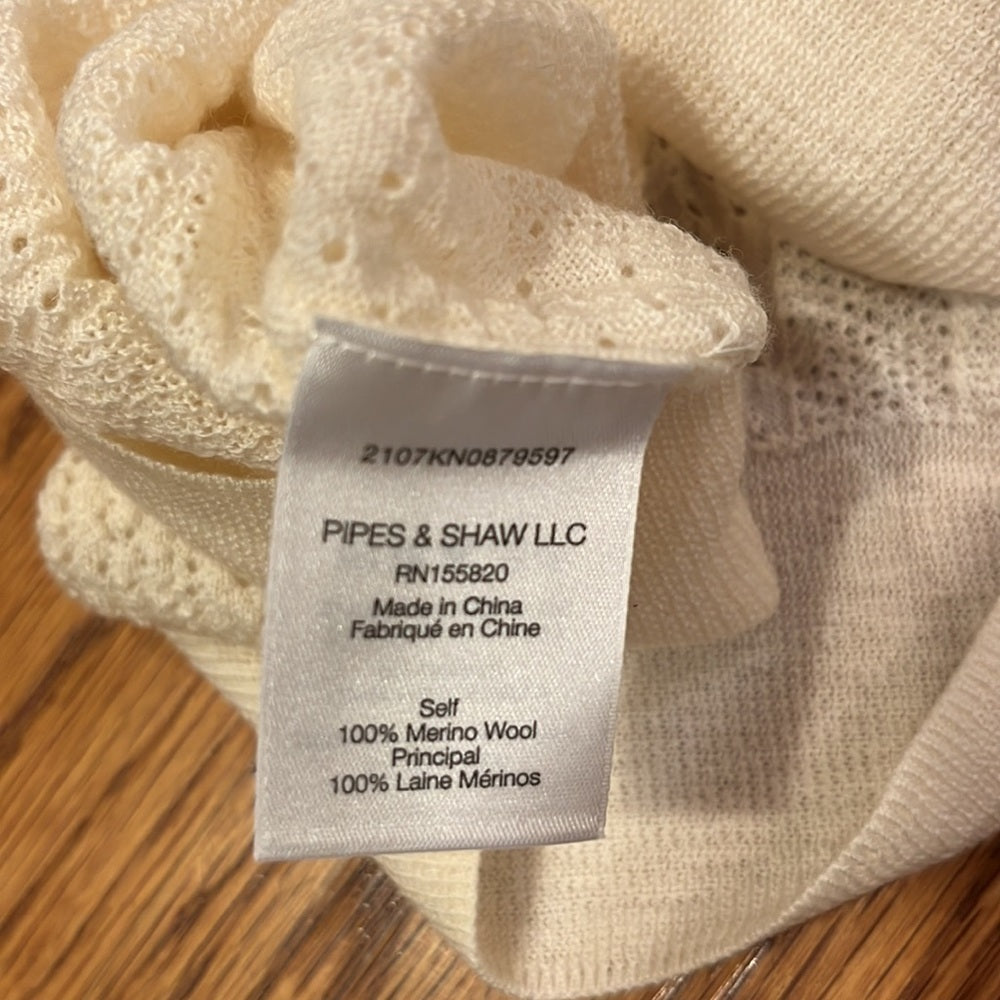 2107KN0879597
PIPES & SHAW LLC
RN155820
Made in China
Fabriqué en Chine
Self
100% Merino Wool
Principal
100% Laine Mérinos